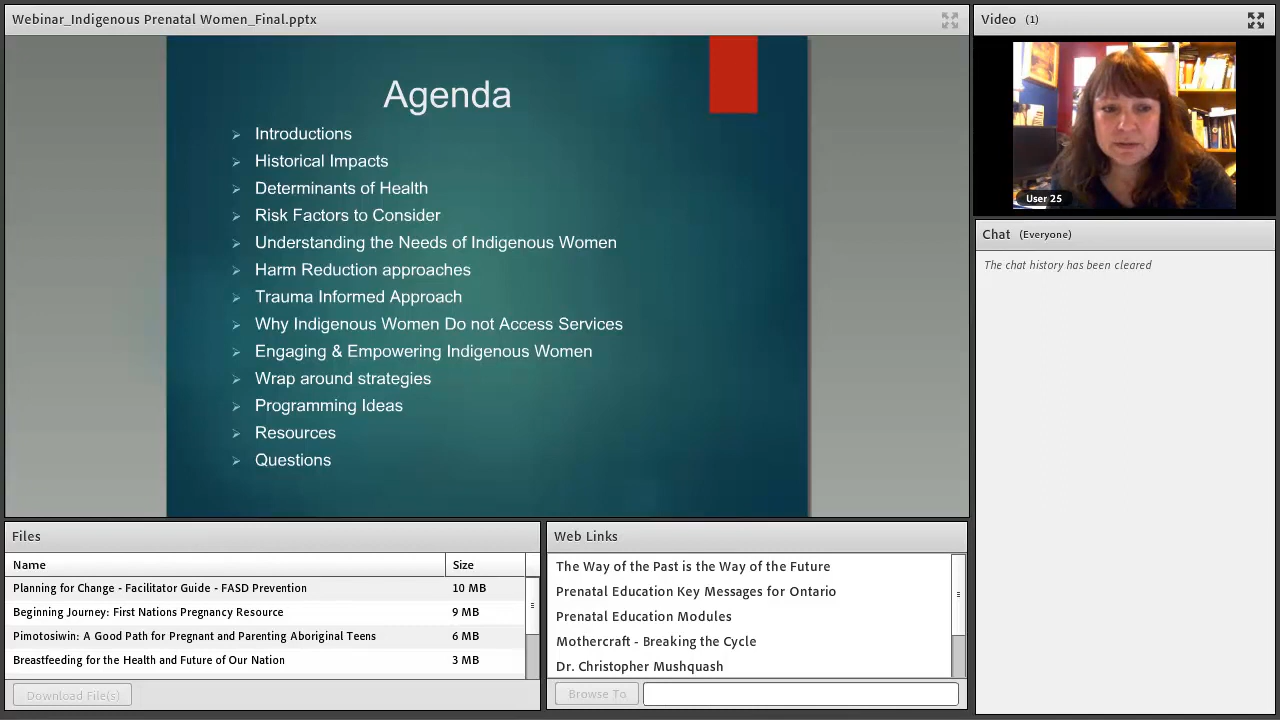 Webinar_Indigenous Prenatal Women_Final.pptx
Agenda
Introductions
Historical Impacts
Determinants of Health
Risk Factors to Consider
Understanding the Needs of Indigenous Women
Harm Reduction approaches
Trauma Informed Approach
Why Indigenous Women Do not Access Services
Engaging & Empowering Indigenous Women
Wrap around strategies
Programming Ideas
Resources
Questions
Video (1)
User 25
Chat (Everyone)
The chat history has been cleared
Files
Name Size
Planning for Change - Facilitator Guide - FASD Prevention 10 MB
Beginning Journey: First Nations Pregnancy Resource 9 MB
Pimotosiwin: A Good Path for Pregnant and Parenting Aboriginal Teens 6 MB
Breastfeeding for the Health and Future of Our Nation 3 MB
Download File(s)
Web Links
The Way of the Past is the Way of the Future
Prenatal Education Key Messages for Ontario
Prenatal Education Modules
Mothercraft - Breaking the Cycle
Dr. Christopher Mushquash
Browse To